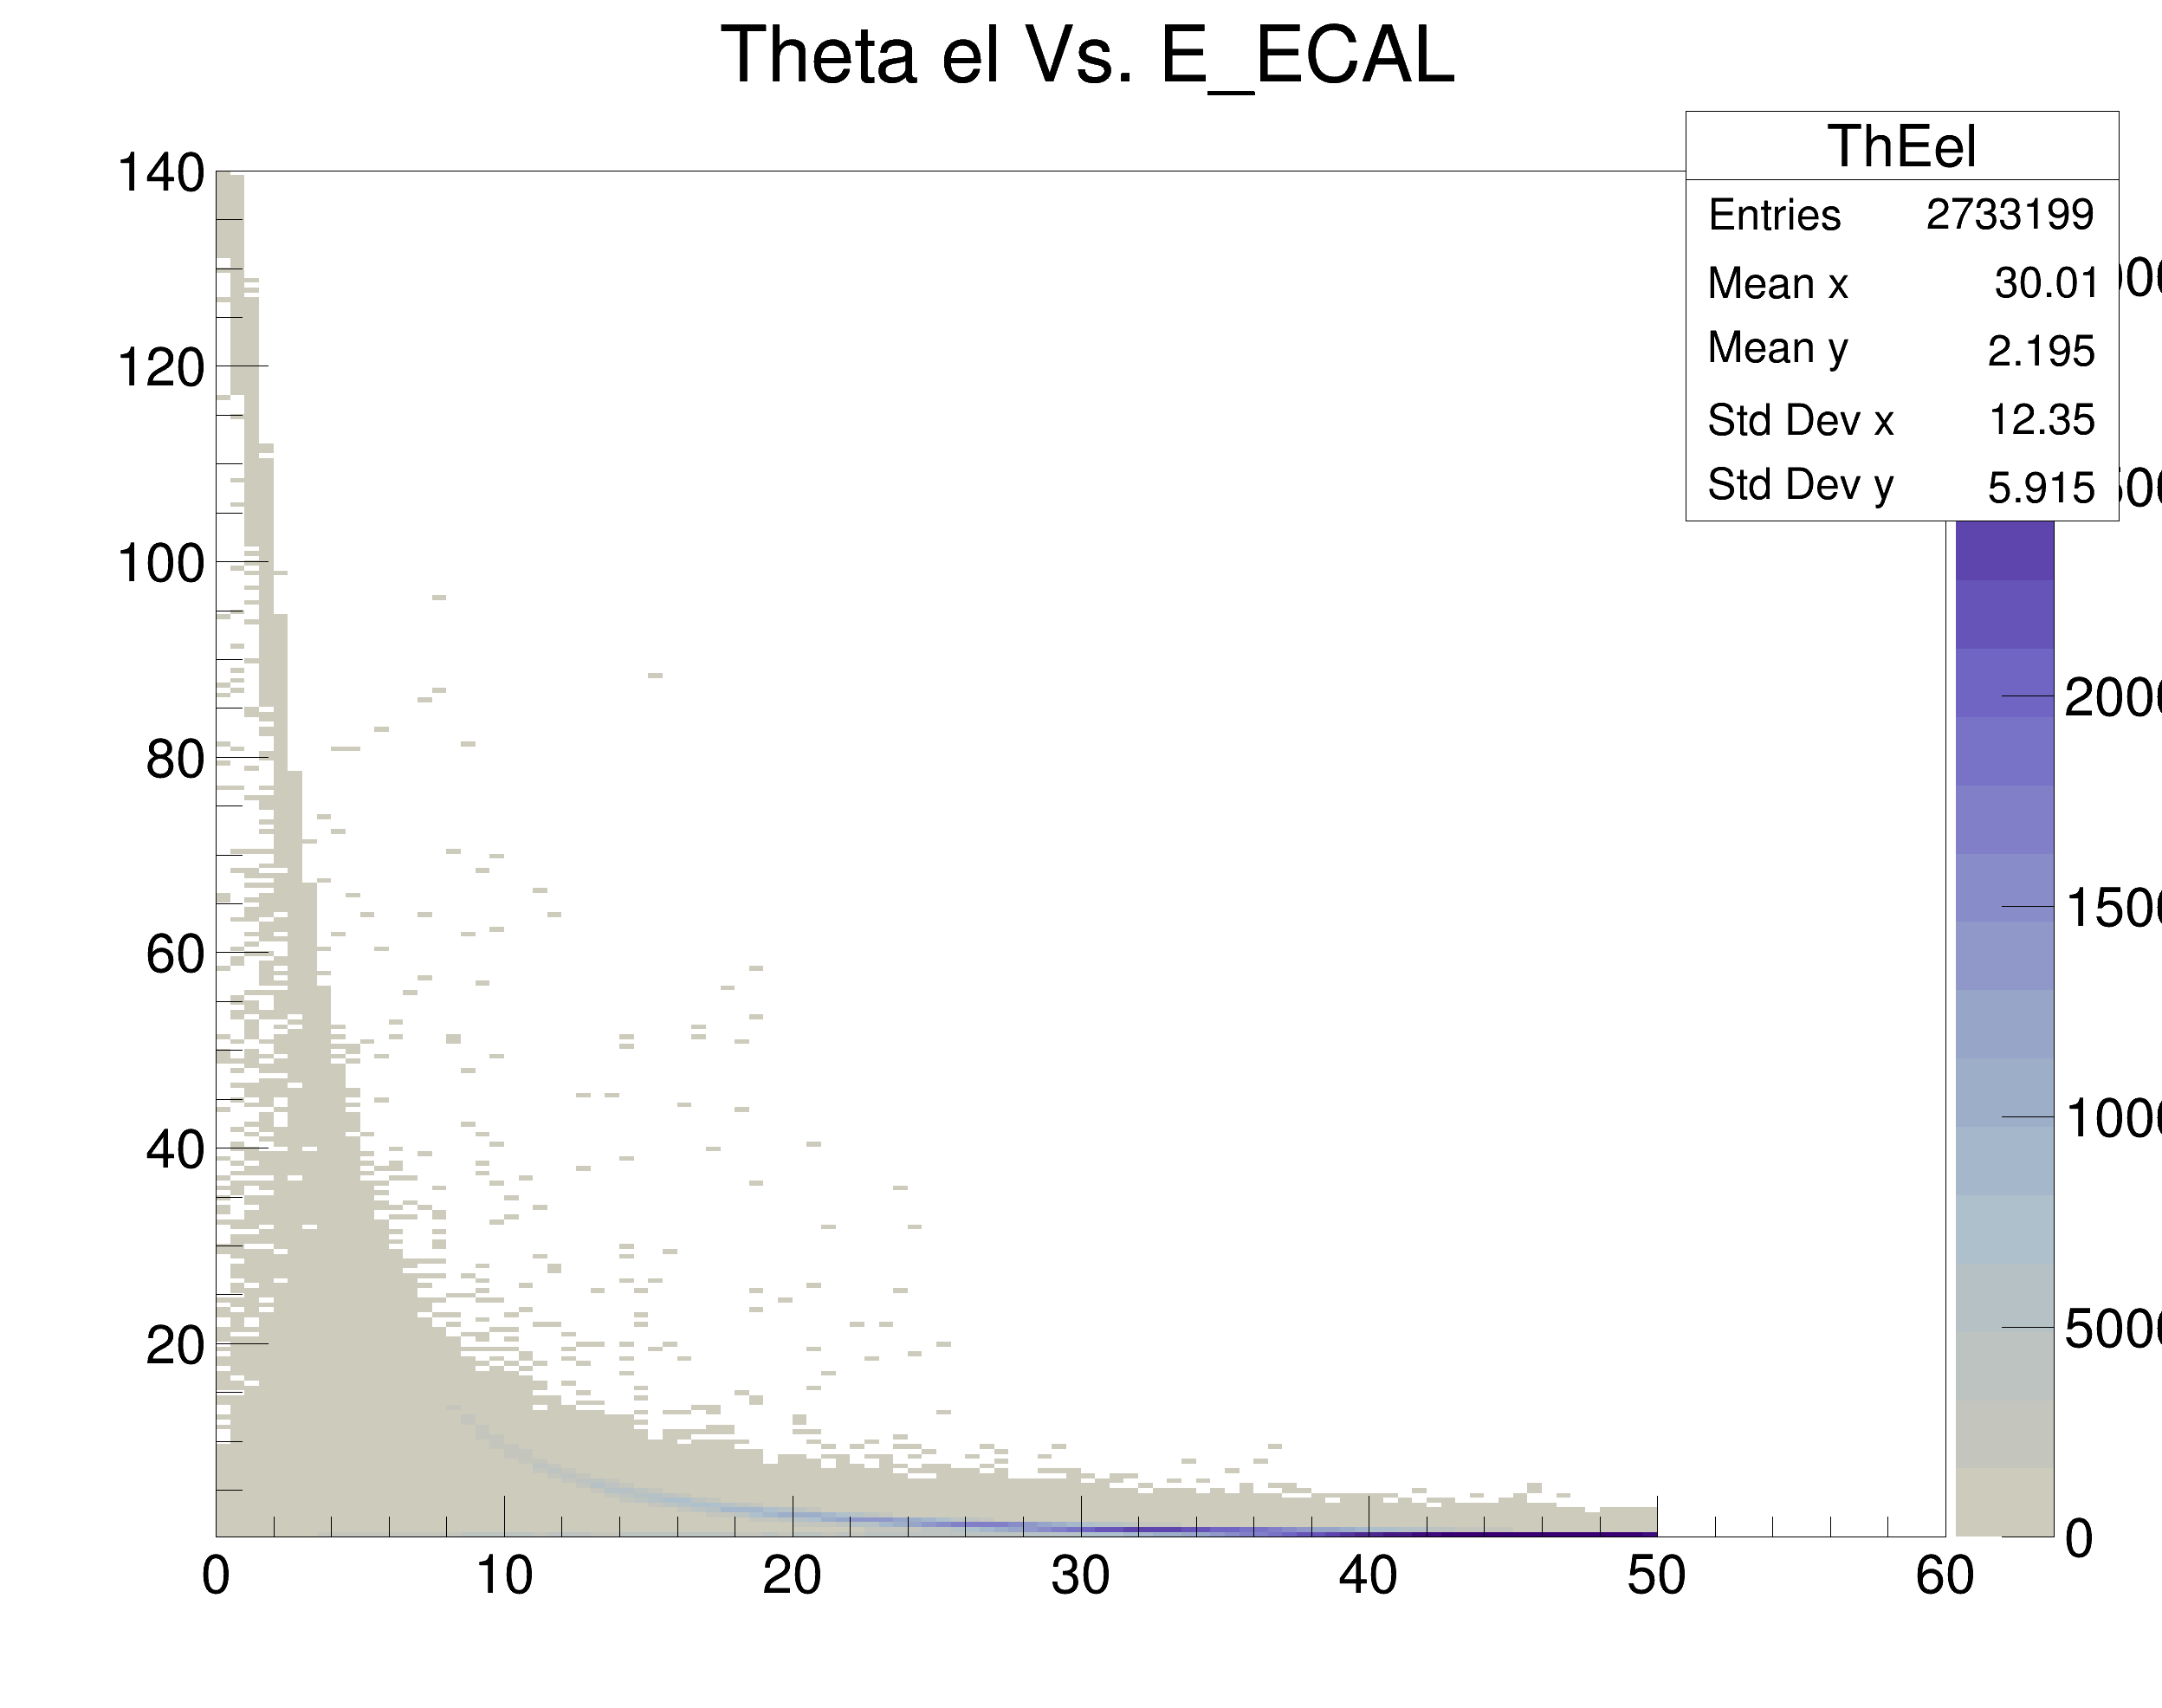 Theta el Vs. E_ECAL
ThEel
Entries 2733199
Mean x 30.01
Mean y 2.195
Std Dev x 12.35
Std Dev y 5.915
140
120
100
80
60
40
20
0 10 20 30 40 50 60
0